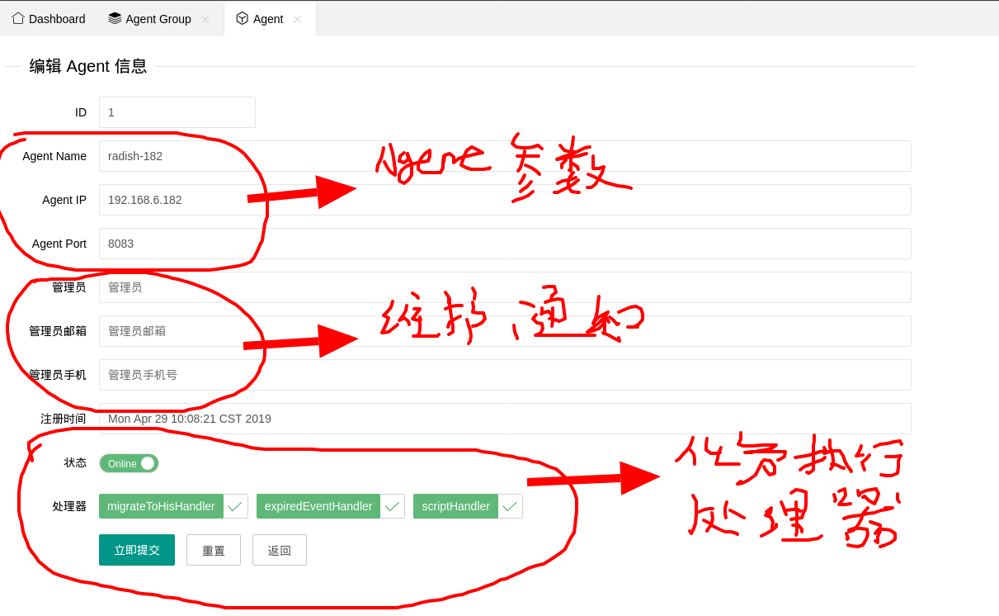 Dashboard Agent Group Agent
编辑 Agent 信息
ID 1
Agent Name radish-182
Agent IP 192.168.6.182
Agent Port 8083
Agent 参数
管理员 管理员
管理员邮箱 管理员邮箱
管理员手机 管理员手机号
维护、通知
注册时间 Mon Apr 29 10:08:21 CST 2019
状态 Online
处理器 migrateToHisHandler expiredEventHandler scriptHandler
任务执行
处理器
立即提交 重置 返回